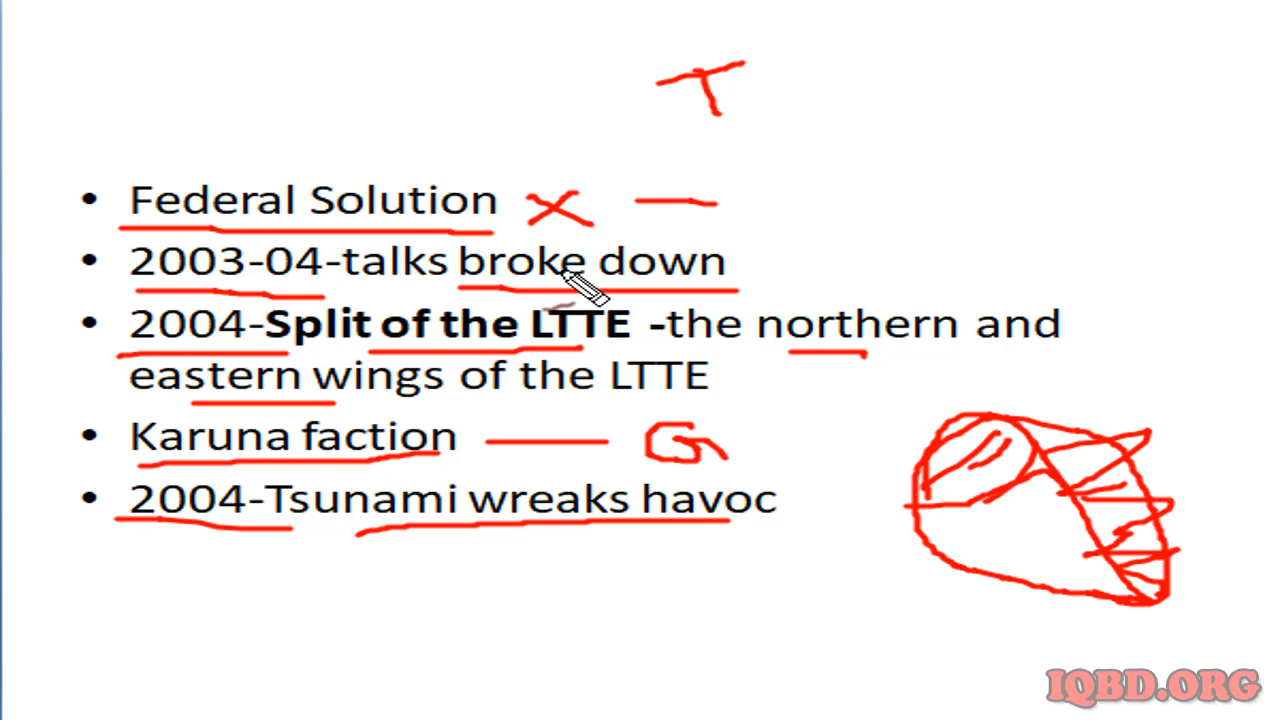 T
• Federal Solution X —
• 2003-04-talks broke down
• 2004-Split of the LTTE -the northern and
eastern wings of the LTTE
• Karuna faction — G
• 2004-Tsunami wreaks havoc
IQBD.ORG